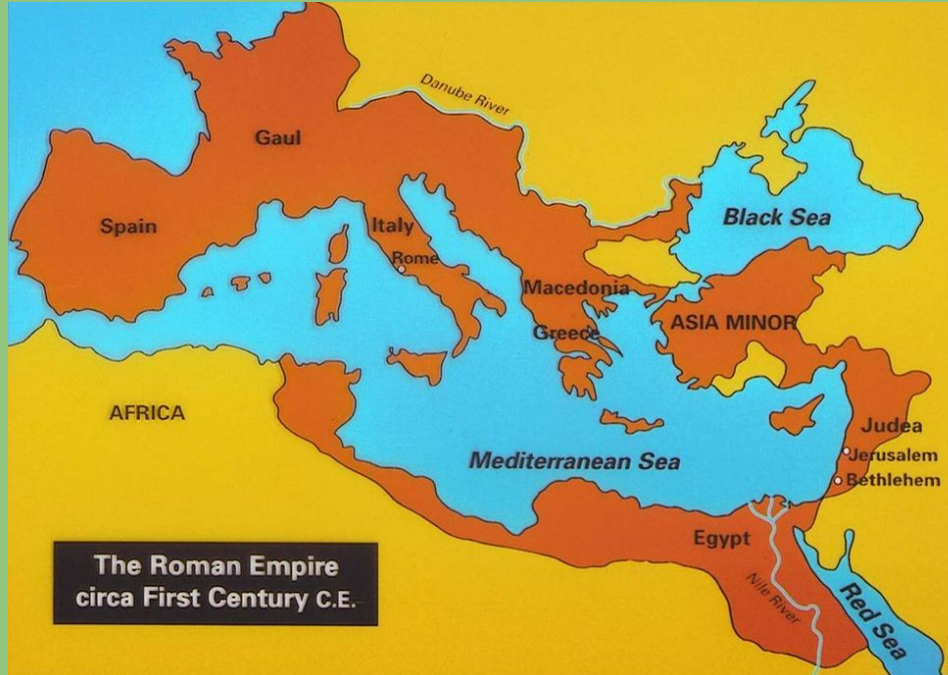 Danube River
Gaul
Spain
Italy
Rome
Black Sea
Macedonia
Greece
ASIA MINOR
AFRICA
Mediterranean Sea
Judea
Jerusalem
Bethlehem
Egypt
Nile River
Red Sea
The Roman Empire
circa First Century C.E.